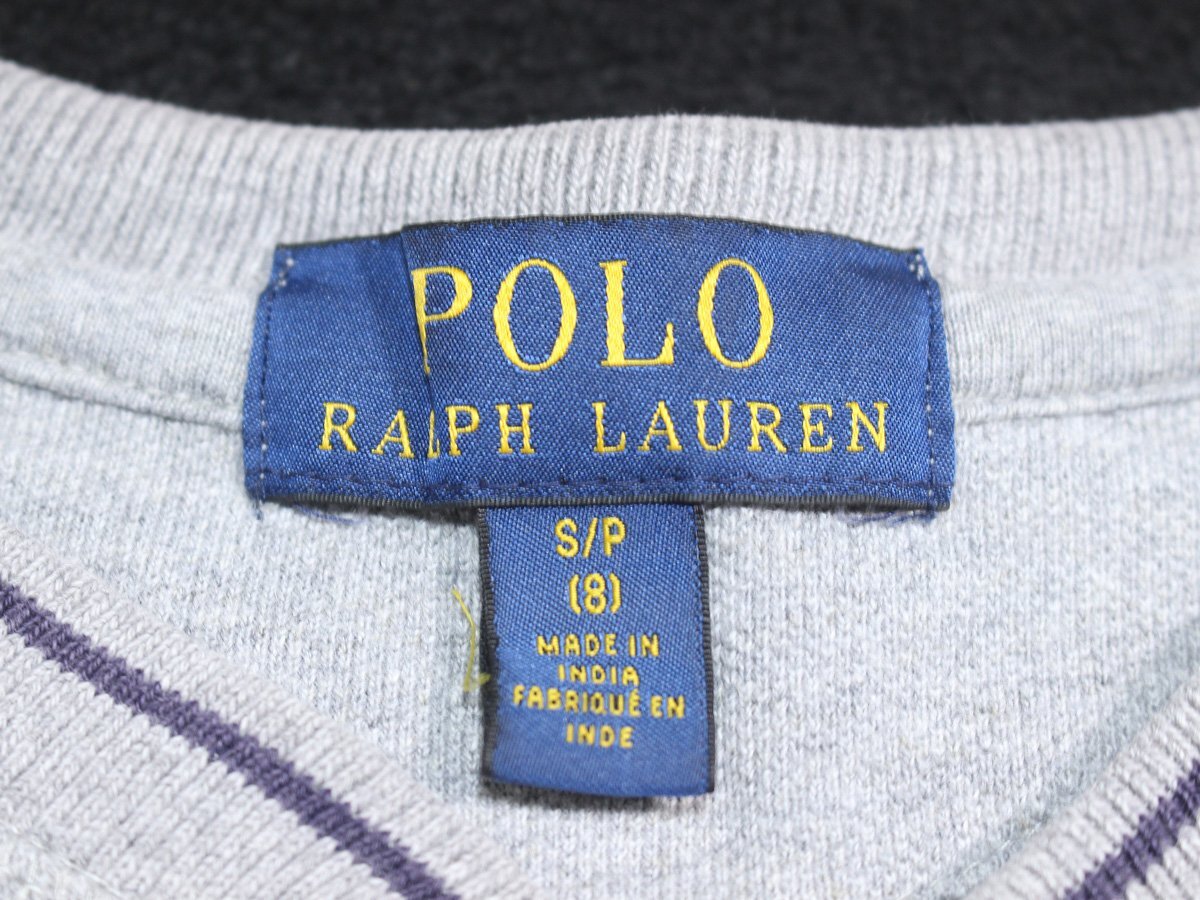 POLO
RALPH LAUREN
S/P
(8)
MADE IN
INDIA
FABRIQUÉ EN
INDE